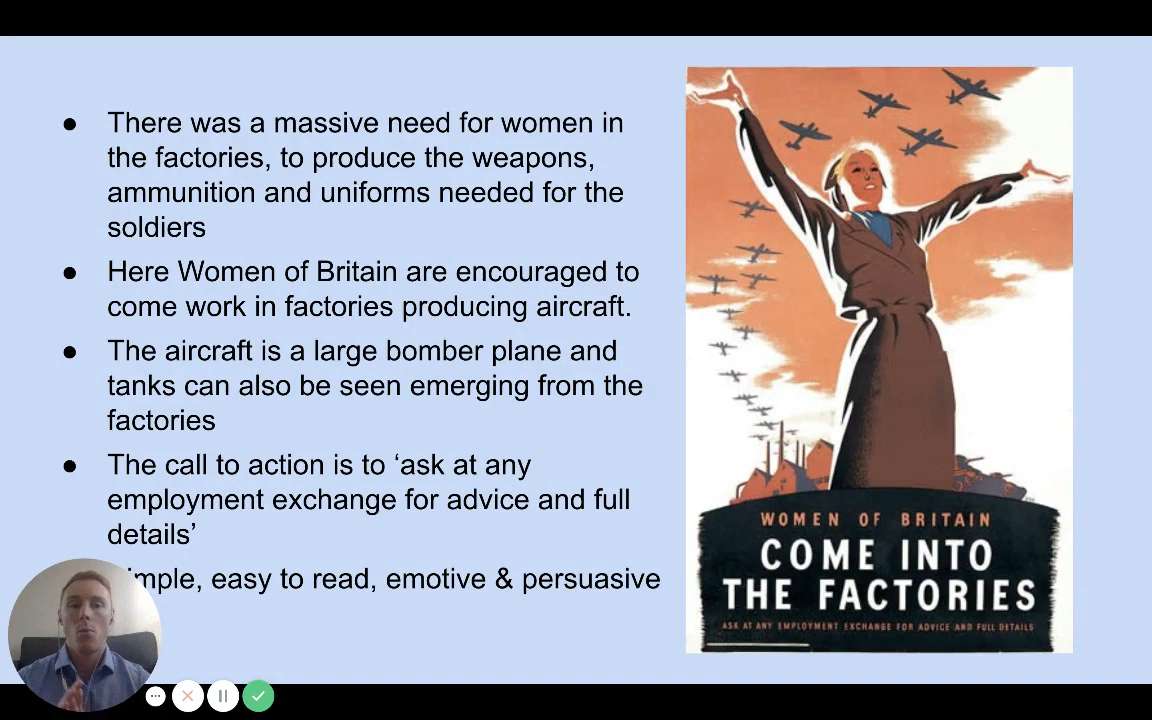 ● There was a massive need for women in
the factories, to produce the weapons,
ammunition and uniforms needed for the
soldiers
● Here Women of Britain are encouraged to
come work in factories producing aircraft.
● The aircraft is a large bomber plane and
tanks can also be seen emerging from the
factories
● The call to action is to ‘ask at any
employment exchange for advice and full
details’
easy to read, emotive & persuasive
WOMEN OF BRITAIN
COME INTO
THE FACTORIES
ASK AT ANY EMPLOYMENT EXCHANGE FOR ADVICE AND FULL DETAILS